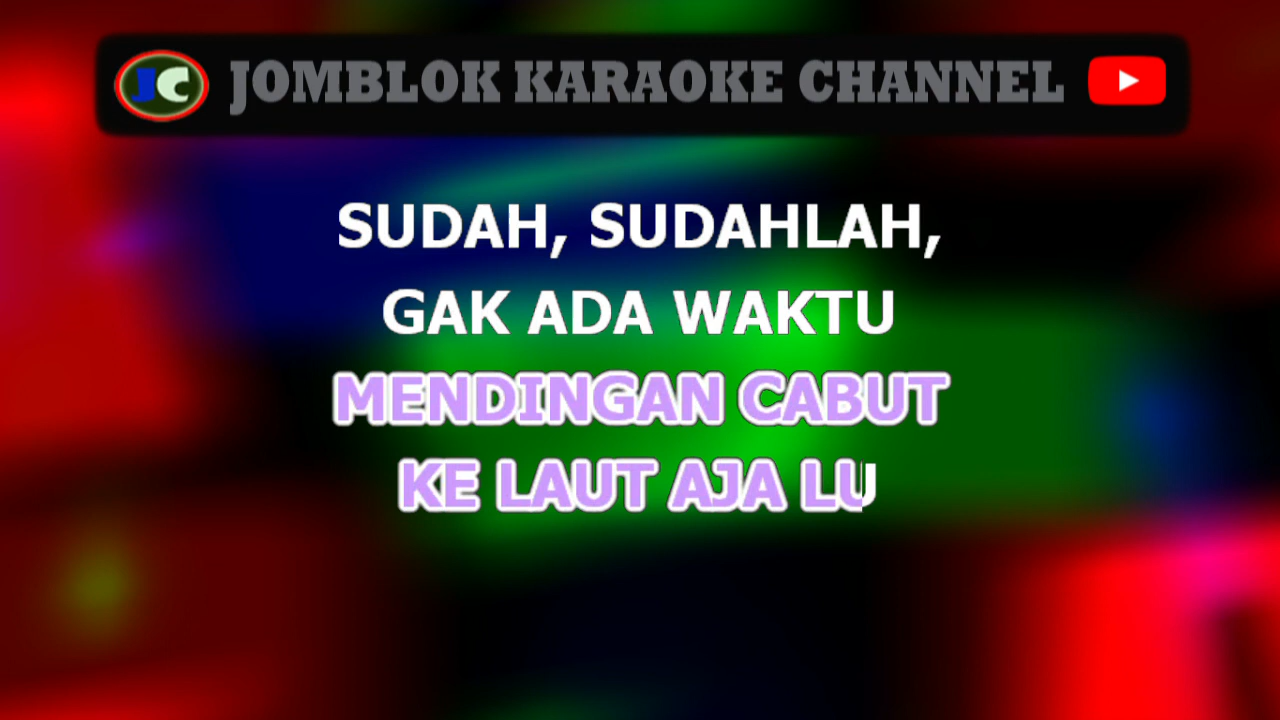 JC JOMBLOK KARAOKE CHANNEL
SUDAH, SUDAHLAH,
GAK ADA WAKTU
MENDINGAN CABUT
KE LAUT AJA LU